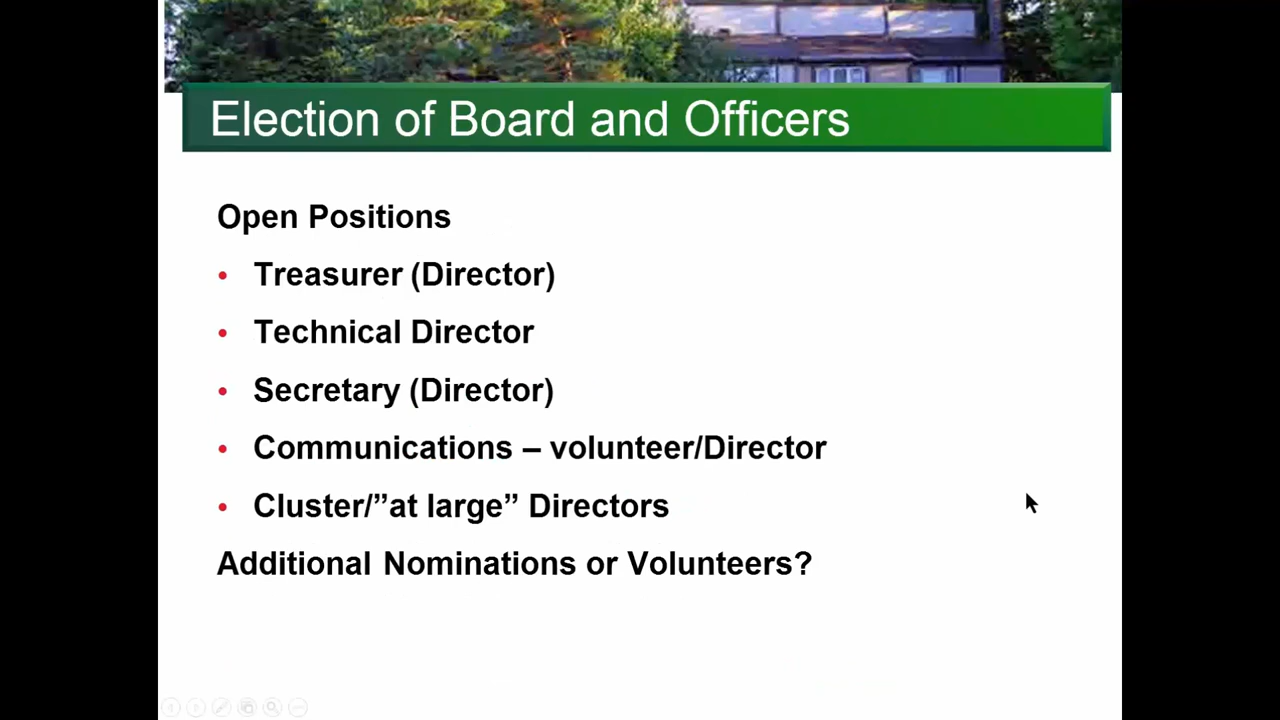 Election of Board and Officers
Open Positions
• Treasurer (Director)
• Technical Director
• Secretary (Director)
• Communications – volunteer/Director
• Cluster/”at large” Directors
Additional Nominations or Volunteers?